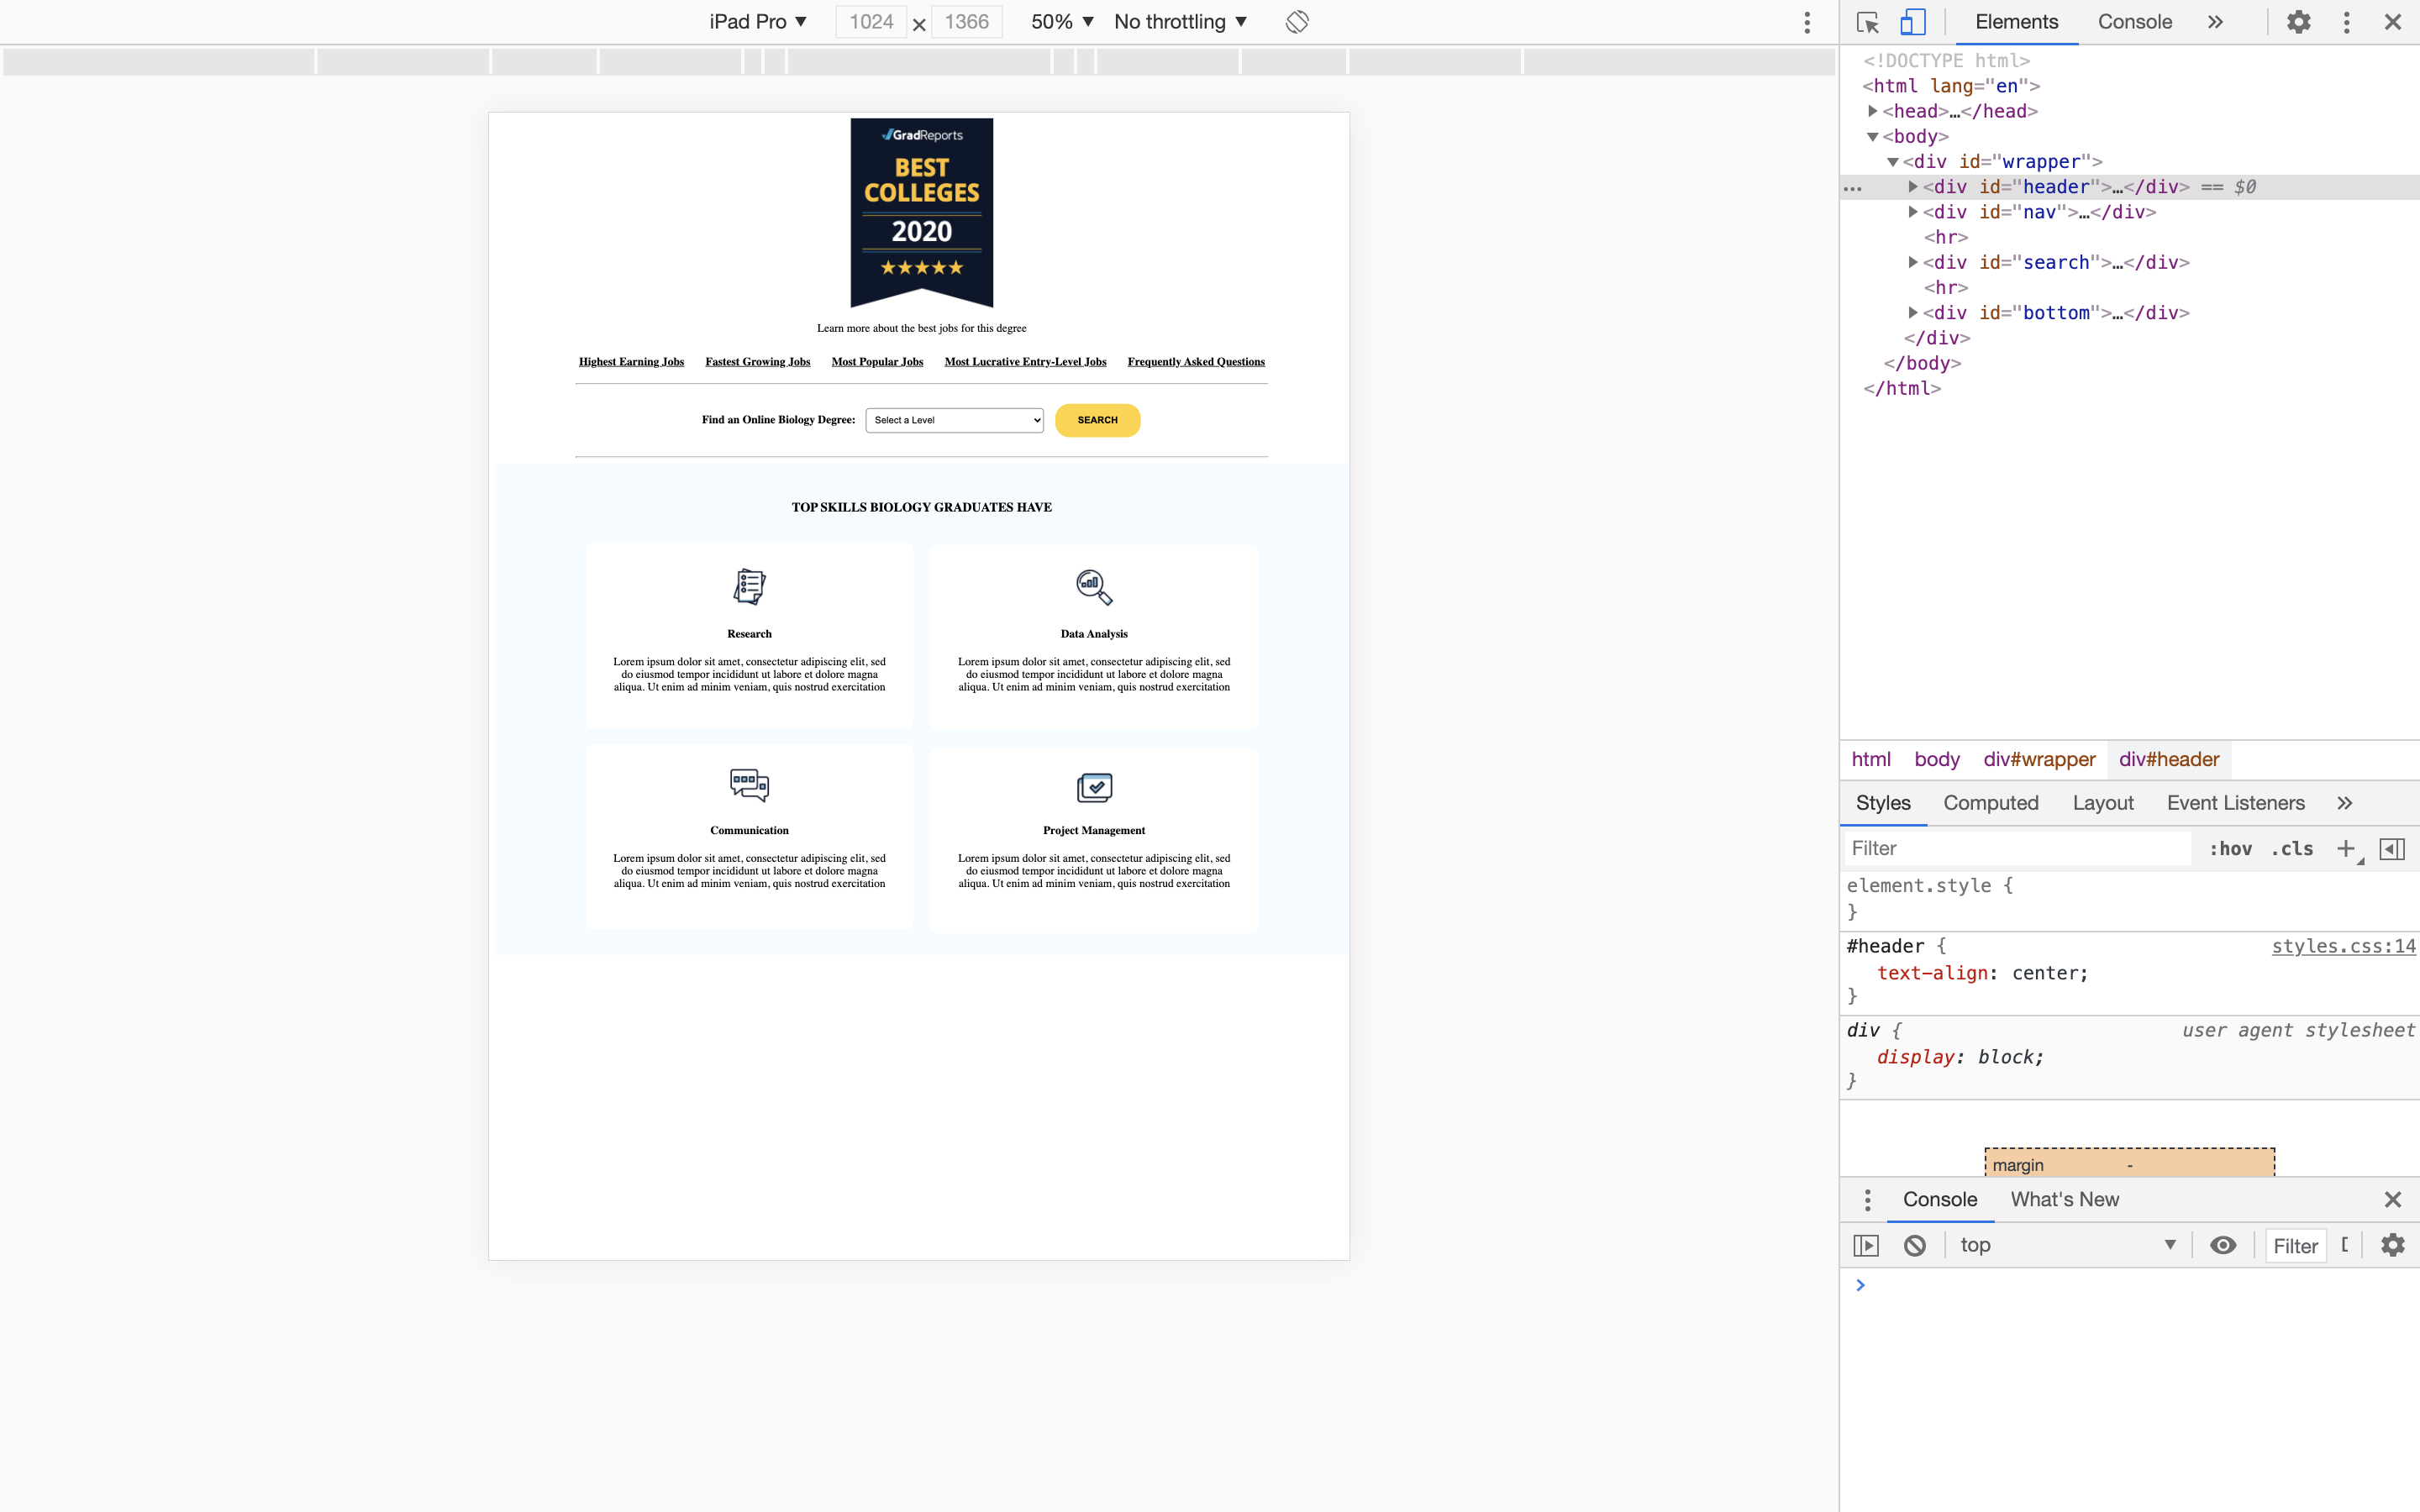 iPad Pro ▼ 1024 × 1366 50% ▼ No throttling ▼
Elements Console »
<!DOCTYPE html>
<html lang="en">
▶<head>…</head>
▼<body>
▼<div id="wrapper">
… ▶<div id="header">…</div> == $0
▶<div id="nav">…</div>
<hr>
▶<div id="search">…</div>
<hr>
▶<div id="bottom">…</div>
</div>
</body>
</html>
GradReports
BEST
COLLEGES
2020
★★★★★
Learn more about the best jobs for this degree
Highest Earning Jobs Fastest Growing Jobs Most Popular Jobs Most Lucrative Entry-Level Jobs Frequently Asked Questions
Find an Online Biology Degree: Select a Level SEARCH
TOP SKILLS BIOLOGY GRADUATES HAVE
Research
Lorem ipsum dolor sit amet, consectetur adipiscing elit, sed
do eiusmod tempor incididunt ut labore et dolore magna
aliqua. Ut enim ad minim veniam, quis nostrud exercitation
Data Analysis
Lorem ipsum dolor sit amet, consectetur adipiscing elit, sed
do eiusmod tempor incididunt ut labore et dolore magna
aliqua. Ut enim ad minim veniam, quis nostrud exercitation
Communication
Lorem ipsum dolor sit amet, consectetur adipiscing elit, sed
do eiusmod tempor incididunt ut labore et dolore magna
aliqua. Ut enim ad minim veniam, quis nostrud exercitation
Project Management
Lorem ipsum dolor sit amet, consectetur adipiscing elit, sed
do eiusmod tempor incididunt ut labore et dolore magna
aliqua. Ut enim ad minim veniam, quis nostrud exercitation
html body div#wrapper div#header
Styles Computed Layout Event Listeners »
Filter :hov .cls +
element.style {
}
#header { styles.css:14
text-align: center;
}
div { user agent stylesheet
display: block;
}
margin -
Console What's New
top ▼ Filter